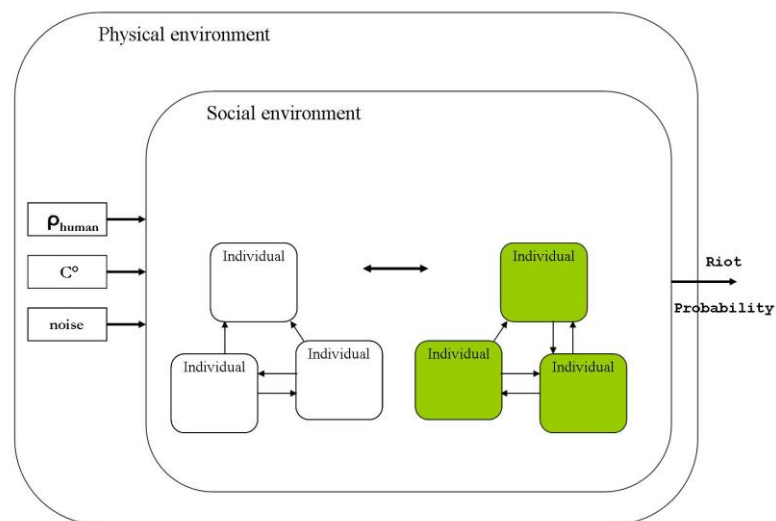 Physical environment
Social environment
ρhuman
C°
noise
Individual
Individual
Individual
Individual
Individual
Individual
Riot
Probability